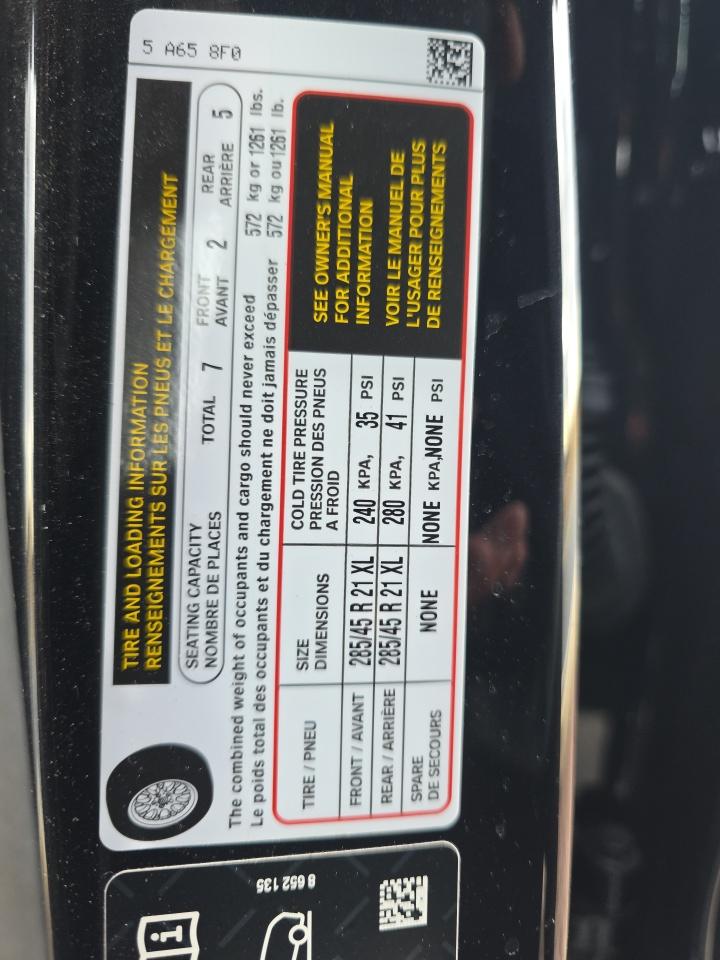 5 A65 8F0
TIRE AND LOADING INFORMATION
RENSEIGNEMENTS SUR LES PNEUS ET LE CHARGEMENT
SEATING CAPACITY
NOMBRE DE PLACES
TOTAL 7
FRONT
AVANT 2
REAR
ARRIÈRE 5
The combined weight of occupants and cargo should never exceed 572 kg or 1261 lbs.
Le poids total des occupants et du chargement ne doit jamais dépasser 572 kg ou 1261 lb.
TIRE / PNEU
SIZE
DIMENSIONS
COLD TIRE PRESSURE
PRESSION DES PNEUS
A FROID
FRONT / AVANT 285/45 R 21 XL 240 KPA, 35 PSI
REAR / ARRIÈRE 285/45 R 21 XL 280 KPA, 41 PSI
SPARE
DE SECOURS NONE NONE KPA,NONE PSI
SEE OWNER'S MANUAL
FOR ADDITIONAL
INFORMATION
VOIR LE MANUEL DE
L'USAGER POUR PLUS
DE RENSEIGNEMENTS
8 652 135
i